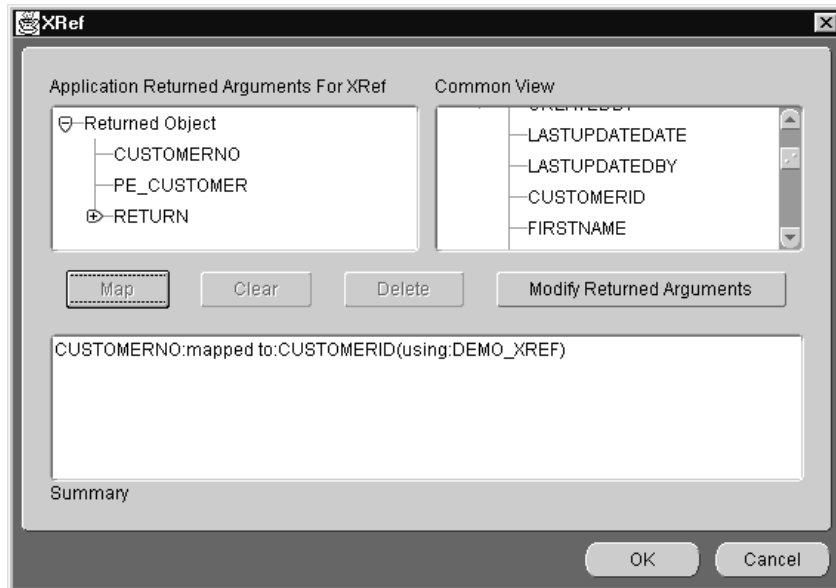 XRef
Application Returned Arguments For XRef
Common View
Returned Object
CUSTOMERNO
PE_CUSTOMER
RETURN
LASTUPDATEDATE
LASTUPDATEDBY
CUSTOMERID
FIRSTNAME
Map
Clear
Delete
Modify Returned Arguments
CUSTOMERNO:mapped to:CUSTOMERID(using:DEMO_XREF)
Summary
OK
Cancel